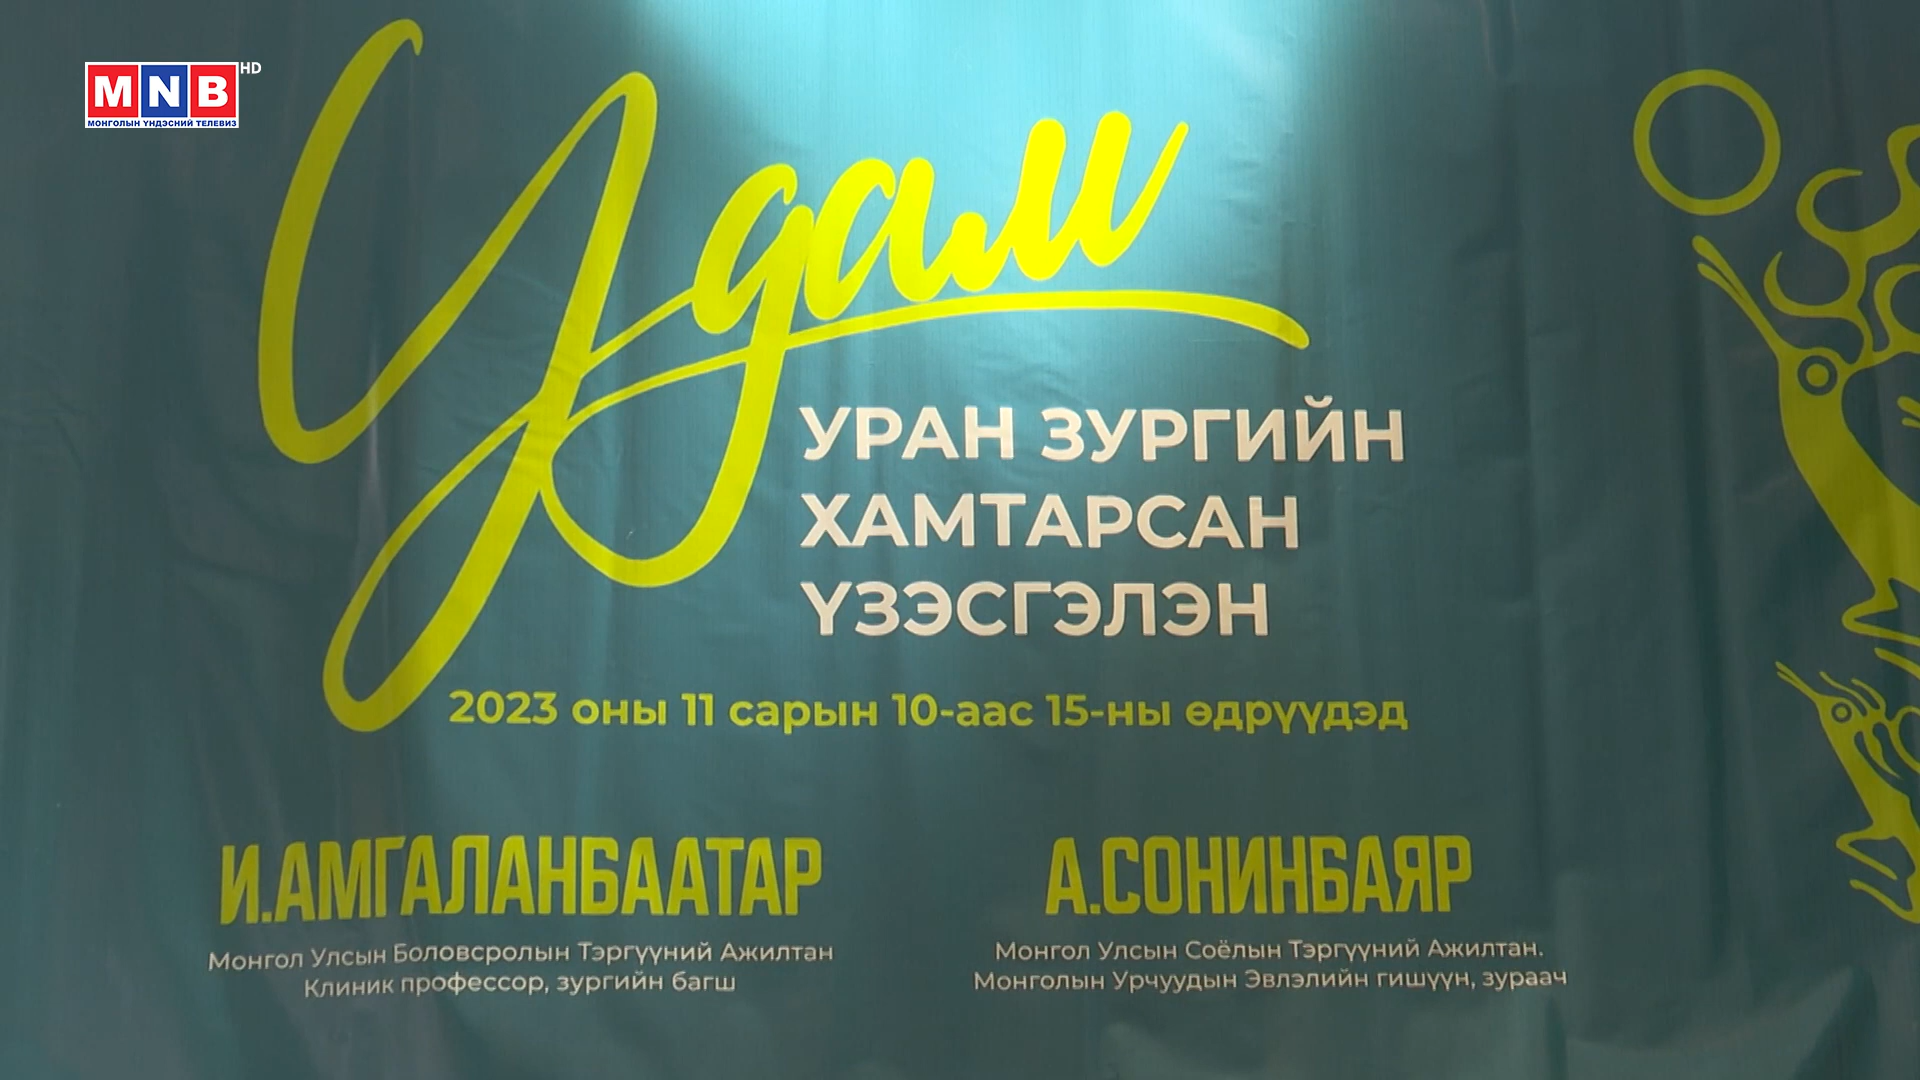 MNB HD
МОНГОЛЫН ҮНДЭСНИЙ ТЕЛЕВИЗ
Удам
УРАН ЗУРГИЙН
ХАМТАРСАН
ҮЗЭСГЭЛЭН
2023 оны 11 сарын 10-аас 15-ны өдрүүдэд
И.АМГАЛАНБААТАР
Монгол Улсын Боловсролын Тэргүүний Ажилтан
Клиник профессор, зургийн багш
А.СОНИНБАЯР
Монгол Улсын Соёлын Тэргүүний Ажилтан.
Монголын Урчуудын Эвлэлийн гишүүн, зураач